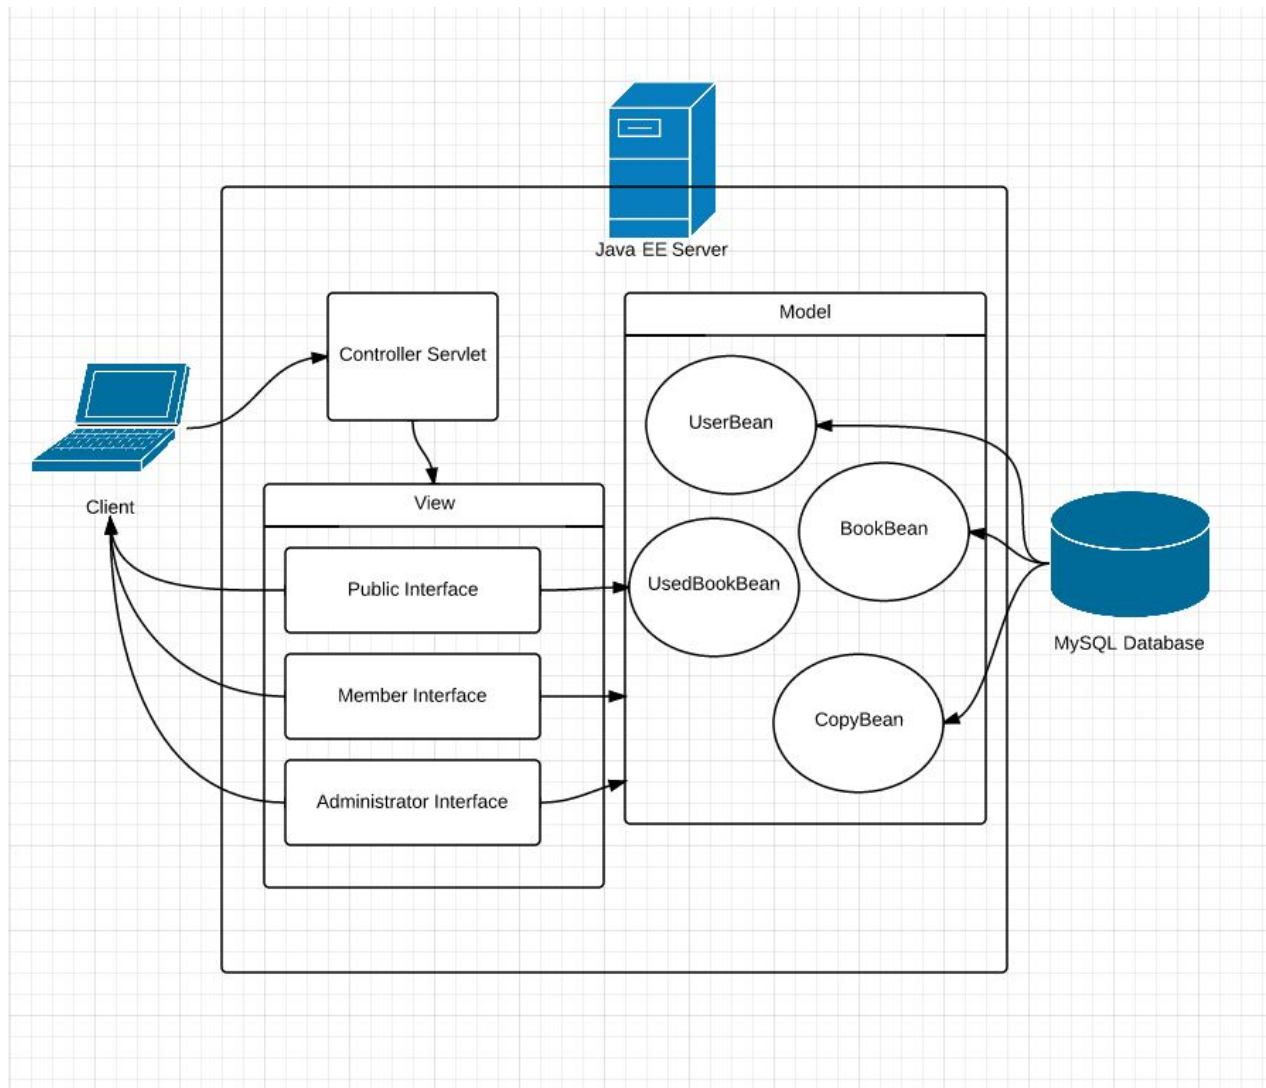 Java EE Server
Model
Controller Servlet
UserBean
View
Client
BookBean
Public Interface
UsedBookBean
MySQL Database
Member Interface
CopyBean
Administrator Interface